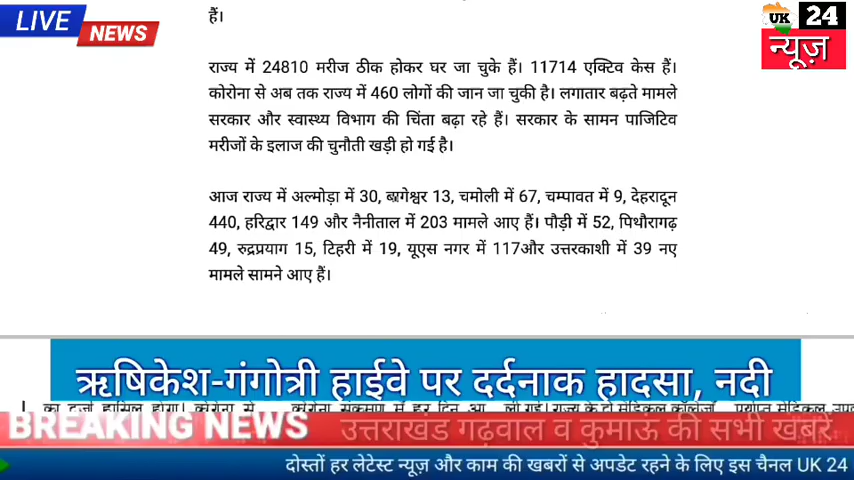 LIVE
NEWS
UK 24
न्यूज़
हैं।
राज्य में 24810 मरीज ठीक होकर घर जा चुके हैं। 11714 एक्टिव केस हैं।
कोरोना से अब तक राज्य में 460 लोगों की जान जा चुकी है। लगातार बढ़ते मामले
सरकार और स्वास्थ्य विभाग की चिंता बढ़ा रहे हैं। सरकार के सामन पाजिटिव
मरीजों के इलाज की चुनौती खड़ी हो गई है।
आज राज्य में अल्मोड़ा में 30, बागेश्वर 13, चमोली में 67, चम्पावत में 9, देहरादून
440, हरिद्वार 149 और नैनीताल में 203 मामले आए हैं। पौड़ी में 52, पिथौरागढ़
49, रुद्रप्रयाग 15, टिहरी में 19, यूएस नगर में 117और उत्तरकाशी में 39 नए
मामले सामने आए हैं।
ऋषिकेश-गंगोत्री हाईवे पर दर्दनाक हादसा, नदी
BREAKING NEWS
उत्तराखंड गढ़वाल व कुमाऊ की सभी खबरें
दोस्तों हर लेटेस्ट न्यूज़ और काम की खबरों से अपडेट रहने के लिए इस चैनल UK 24